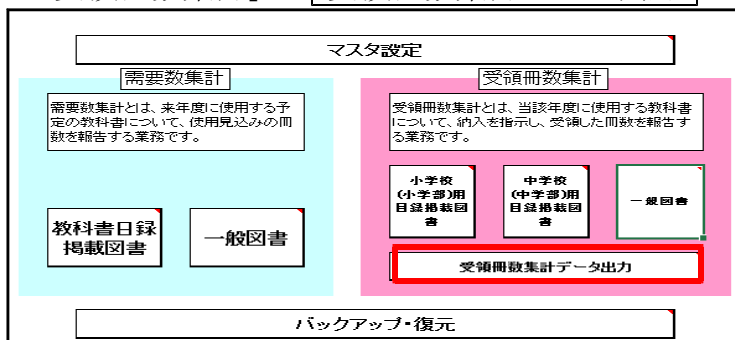 マスタ設定
需要数集計
需要数集計とは、来年度に使用する予
定の教科書について、使用見込みの冊
数を報告する業務です。
教科書目録
掲載図書
一般図書
受領冊数集計
受領冊数集計とは、当該年度に使用する教科書
について、納入を指示し、受領した冊数を報告す
る業務です。
小学校
(小学部)用
目録掲載図
書
中学校
(中学部)用
目録掲載図
書
一般図書
受領冊数集計データ出力
バックアップ・復元